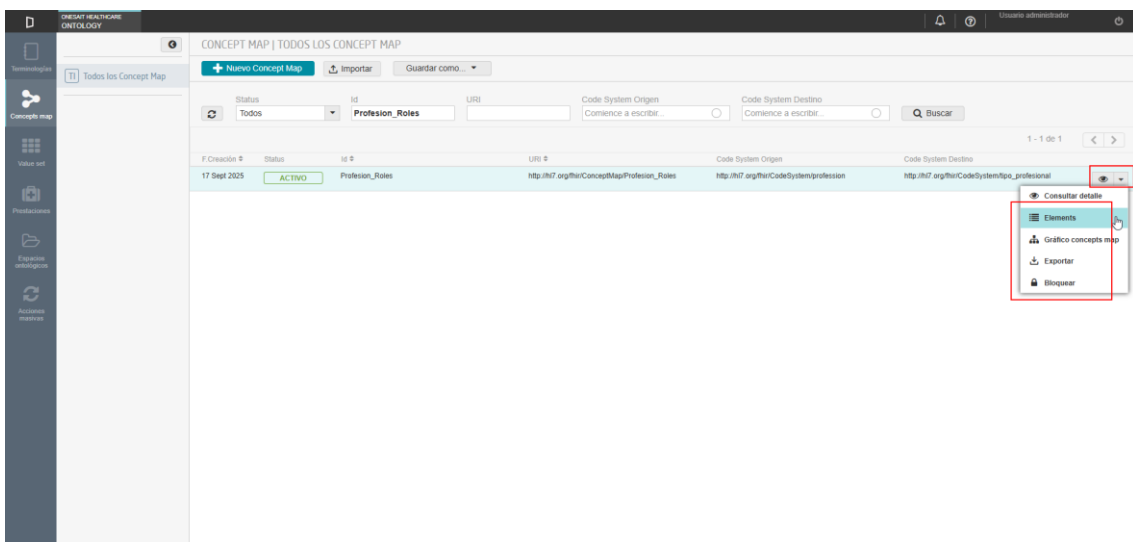 ONESAIT HEALTHCARE
ONTOLOGY
Usuario administrador
Terminologías
Concepts map
Value set
Prestaciones
Espacios ontológicos
Acciones masivas
TI Todos los Concept Map
CONCEPT MAP | TODOS LOS CONCEPT MAP
Nuevo Concept Map Importar Guardar como...
Status Id URI Code System Origen Code System Destino
Todos Profesion_Roles Comience a escribir... Comience a escribir... Buscar
1 - 1 de 1
F.Creación Status Id URI Code System Origen Code System Destino
17 Sept 2025 ACTIVO Profesion_Roles http://hl7.org/fhir/ConceptMap/Profesion_Roles http://hl7.org/fhir/CodeSystem/profession http://hl7.org/fhir/CodeSystem/tipo_profesional
Consultar detalle
Elements
Gráfico concepts map
Exportar
Bloquear